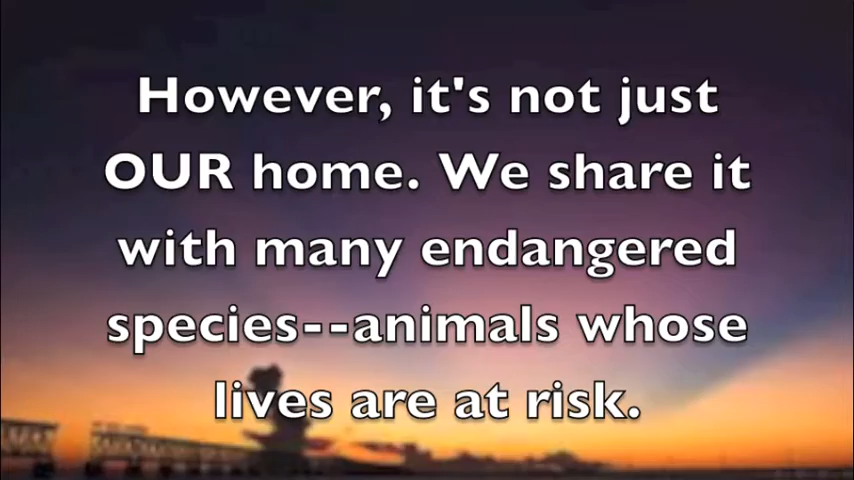 However, it's not just
OUR home. We share it
with many endangered
species--animals whose
lives are at risk.